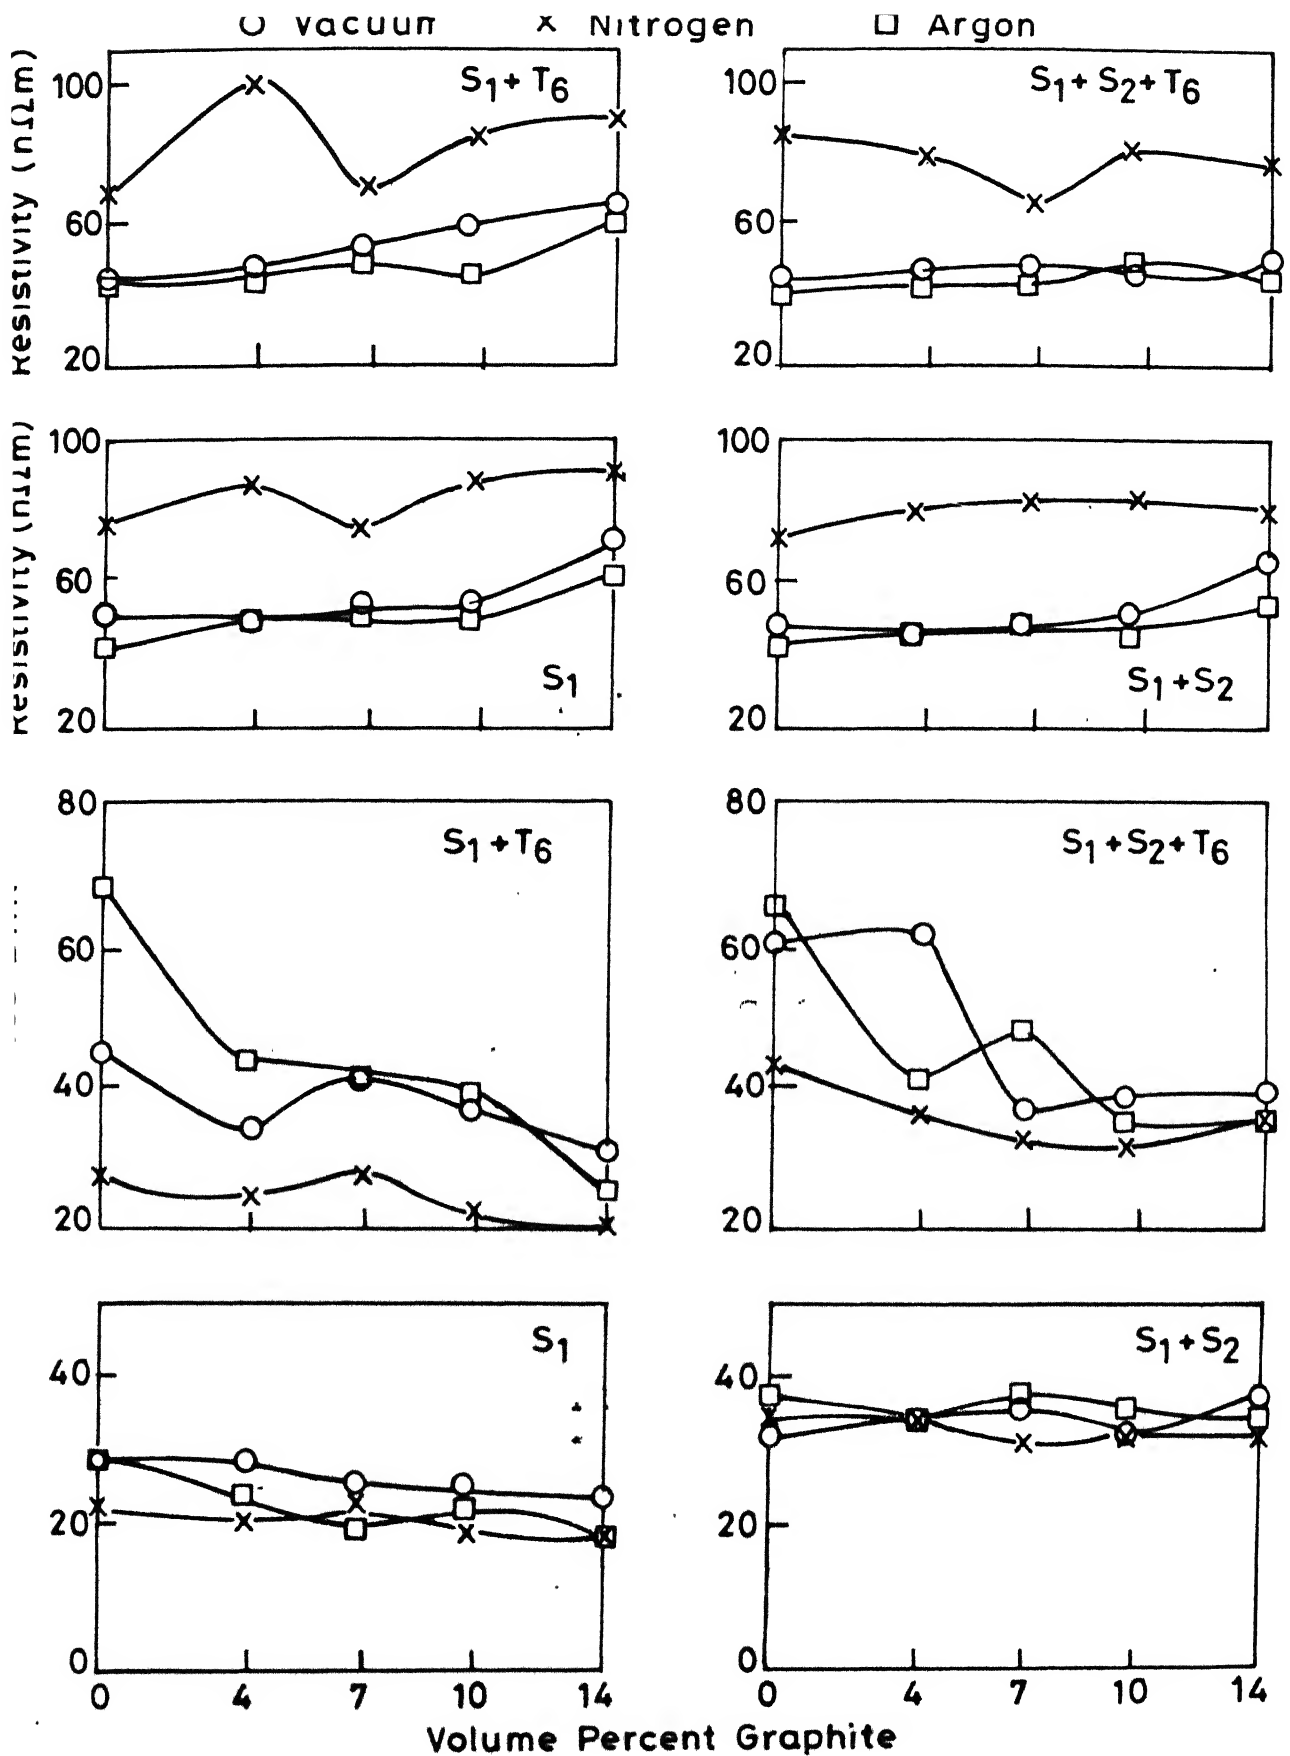 O Vacuum × Nitrogen □ Argon
Resistivity (nΩm)
100
60
20
S1 + T6
100
60
20
S1 + S2 + T6
Resistivity (nΩm)
100
60
20
S1
100
60
20
S1 + S2
80
60
40
20
S1 + T6
80
60
40
20
S1 + S2 + T6
40
20
0
S1
0 4 7 10 14
40
20
0
S1 + S2
0 4 7 10 14
Volume Percent Graphite